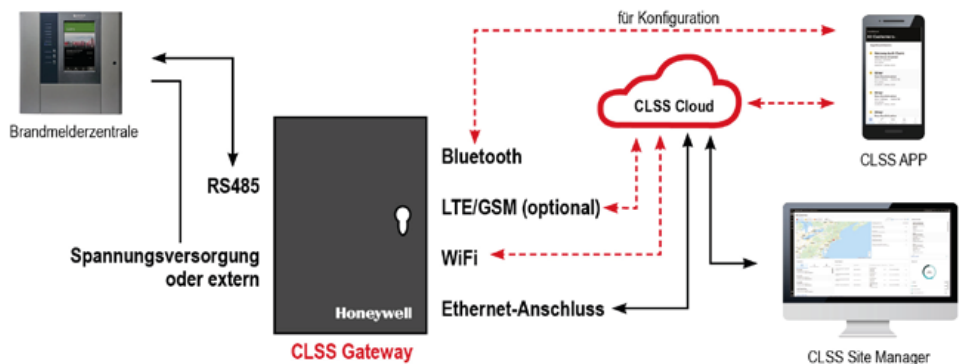 für Konfiguration
Brandmelderzentrale
CLSS Cloud
CLSS APP
Bluetooth
RS485
LTE/GSM (optional)
Spannungsversorgung
oder extern
WiFi
Ethernet-Anschluss
Honeywell
CLSS Gateway
CLSS Site Manager